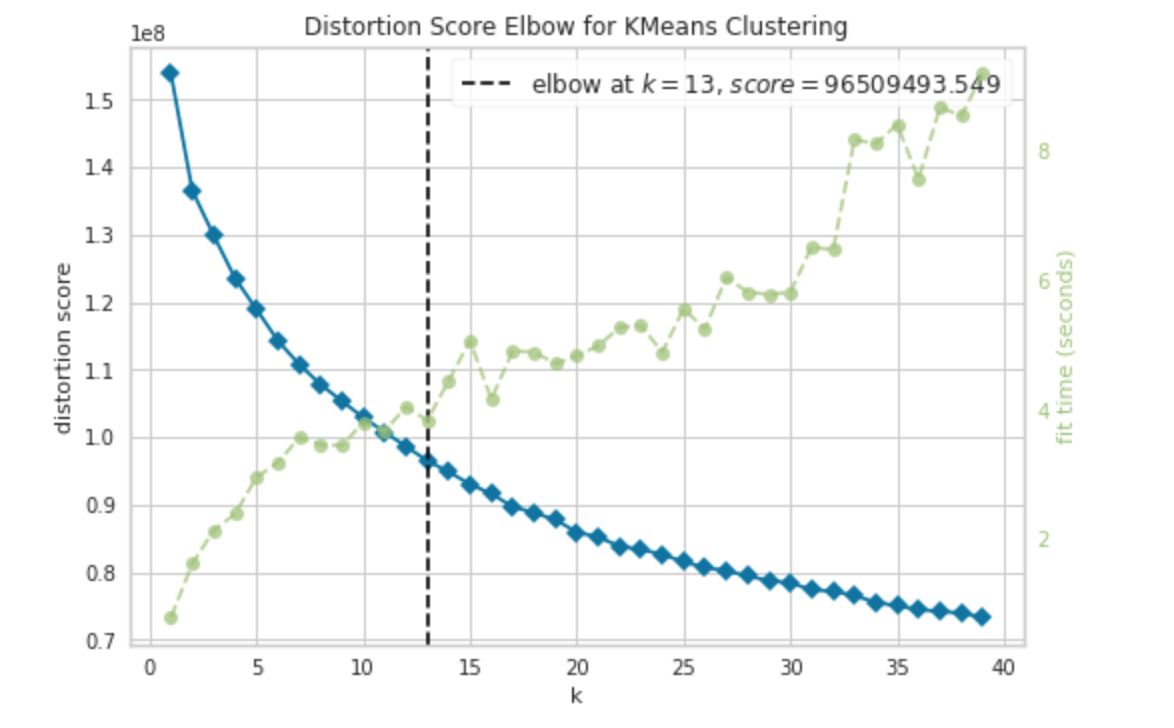 Distortion Score Elbow for KMeans Clustering
1e8
elbow at k = 13, score = 96509493.549
1.5
1.4
1.3
1.2
1.1
1.0
0.9
0.8
0.7
distortion score
8
6
4
2
fit time (seconds)
0 5 10 15 20 25 30 35 40
k